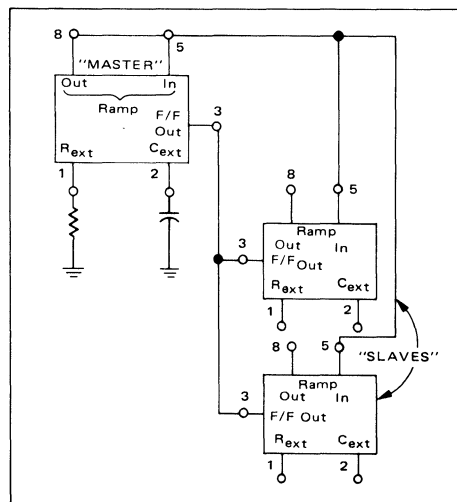 8 5
"MASTER"
Out In
Ramp
F/F
Out
3
Rext Cext
1 2
8 5
Ramp
Out In
3
F/F Out
Rext Cext
1 2
8 5
"SLAVES"
Ramp
Out In
3
F/F Out
Rext Cext
1 2